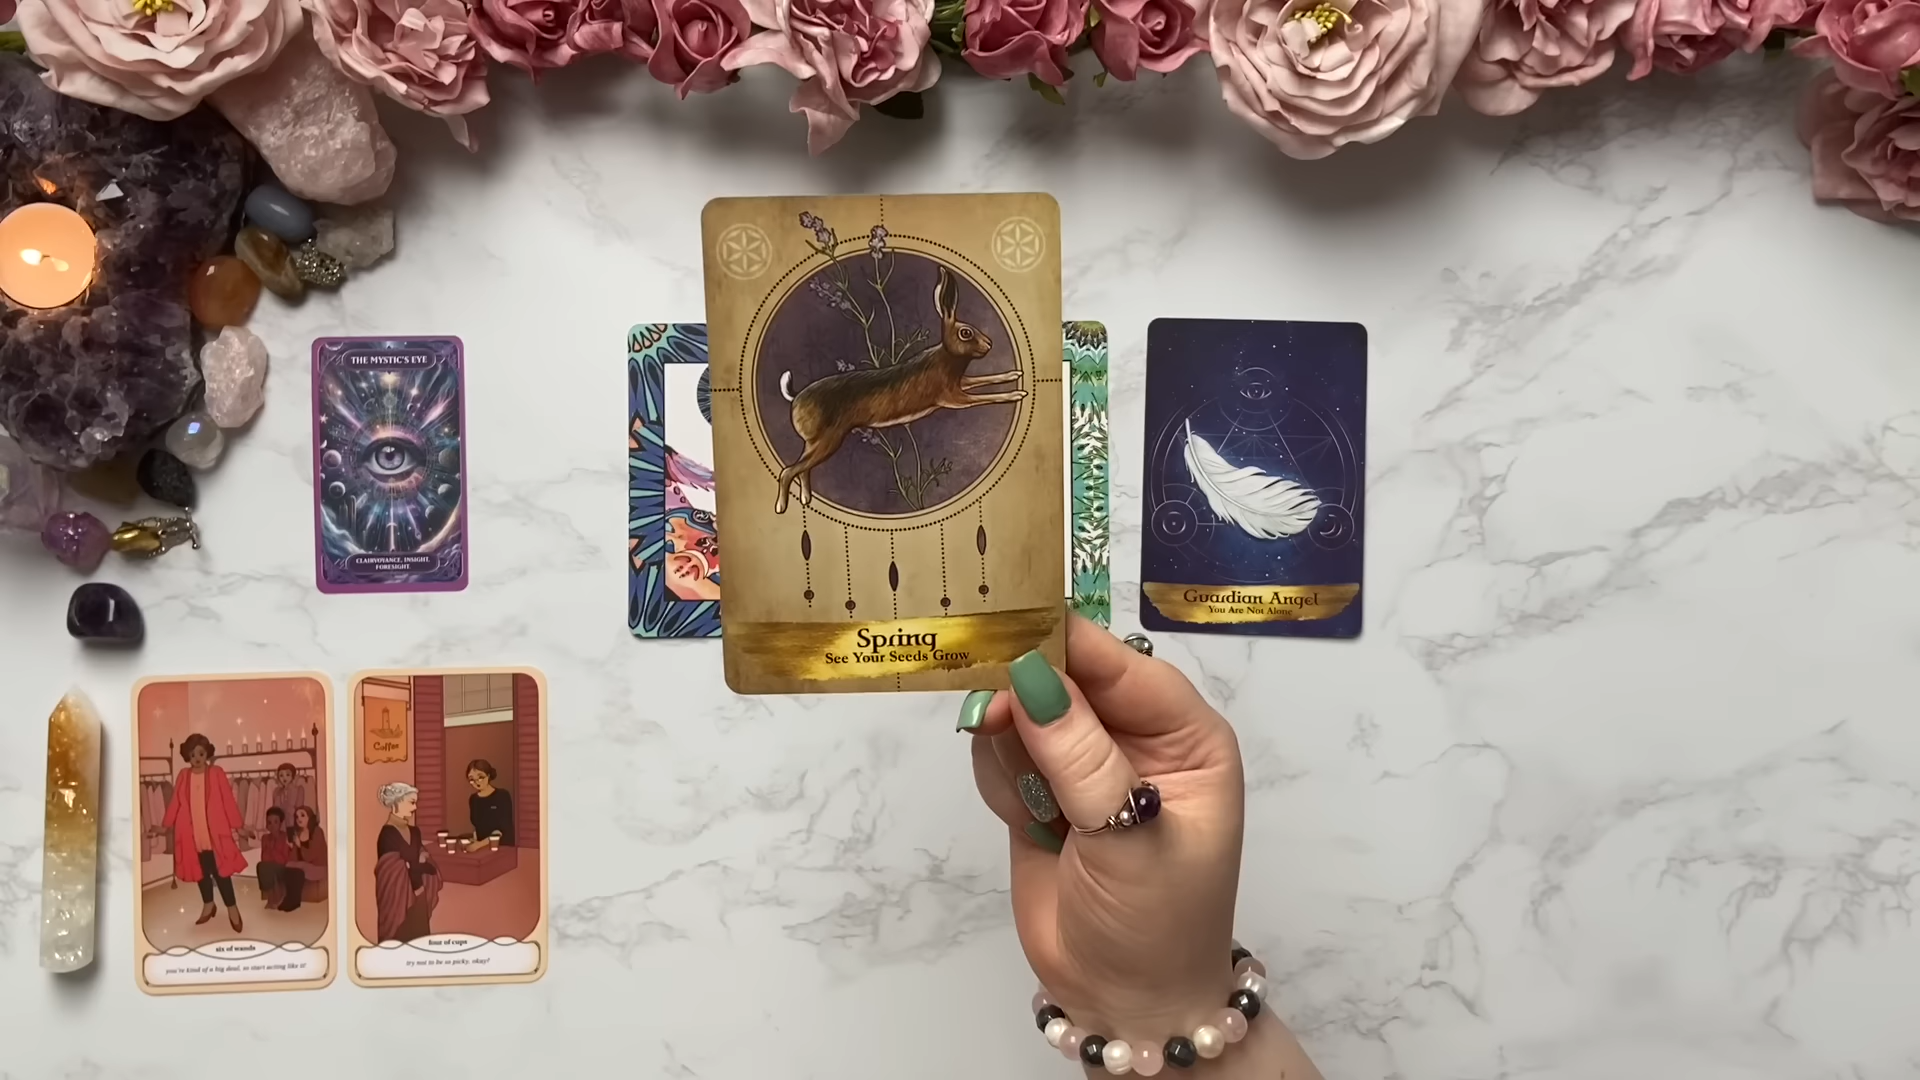 THE MYSTIC'S EYE
CLAIRVOYANCE, INSIGHT,
FORESIGHT
Spring
See Your Seeds Grow
Guardian Angel
You Are Not Alone
six of wands
you're kind of a big deal, so start acting like it!
Coffee
four of cups
try not to be so picky, okay?